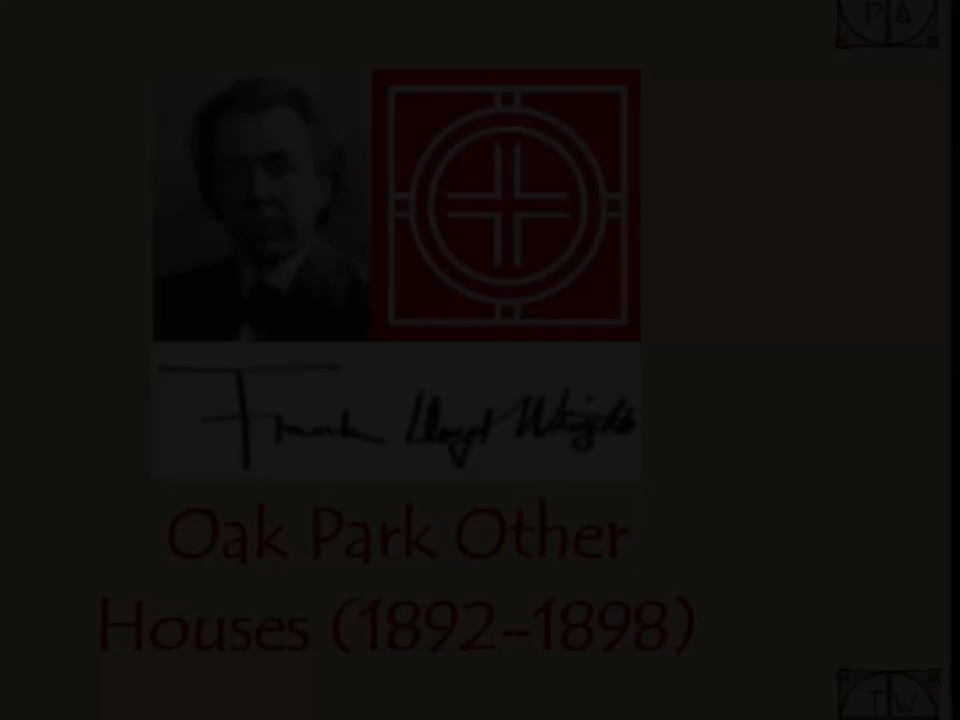 P A
Frank Lloyd Wright
Oak Park Other
Houses (1892-1898)
T W